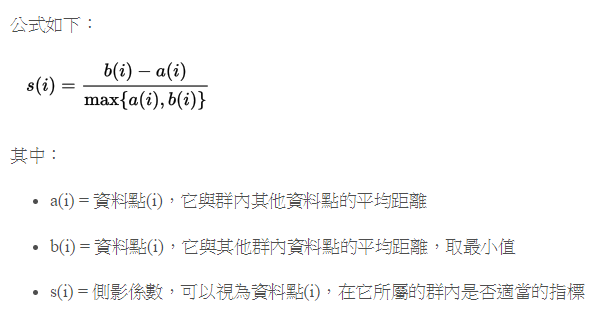 公式如下：
s(i) = \frac{b(i) - a(i)}{\max\{a(i), b(i)\}}
其中：
• a(i) = 資料點(i)，它與群內其他資料點的平均距離
• b(i) = 資料點(i)，它與其他群內資料點的平均距離，取最小值
• s(i) = 側影係數，可以視為資料點(i)，在它所屬的群內是否適當的指標